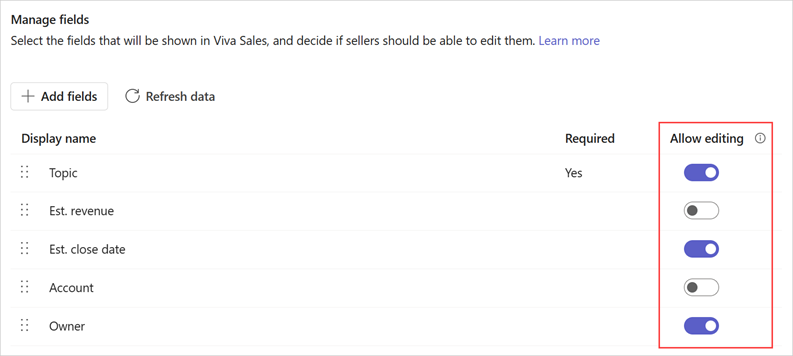 Manage fields
Select the fields that will be shown in Viva Sales, and decide if sellers should be able to edit them. Learn more
Add fields Refresh data
Display name Required Allow editing
Topic Yes
Est. revenue
Est. close date
Account
Owner